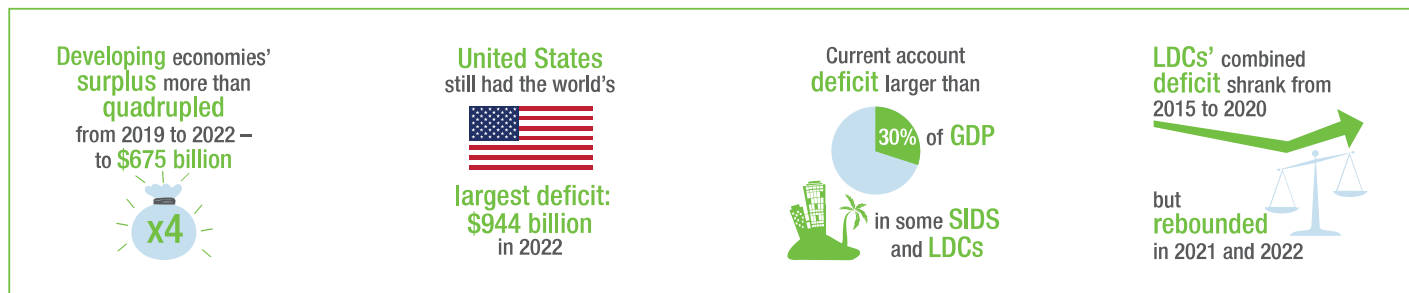 Developing economies'
surplus more than
quadrupled
from 2019 to 2022 –
to $675 billion
x4
United States
still had the world's
largest deficit:
$944 billion
in 2022
Current account
deficit larger than
30% of GDP
in some SIDS
and LDCs
LDCs' combined
deficit shrank from
2015 to 2020
but
rebounded
in 2021 and 2022